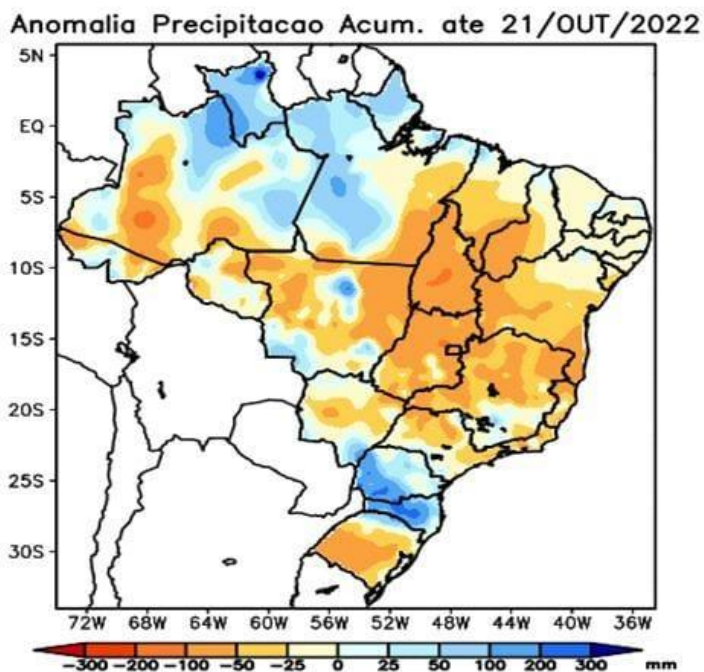 Anomalia Precipitacao Acum. ate 21/OUT/2022
5N
EQ
5S
10S
15S
20S
25S
30S
72W 68W 64W 60W 56W 52W 48W 44W 40W 36W
-300 -200 -100 -50 -25 0 25 50 100 200 300 mm